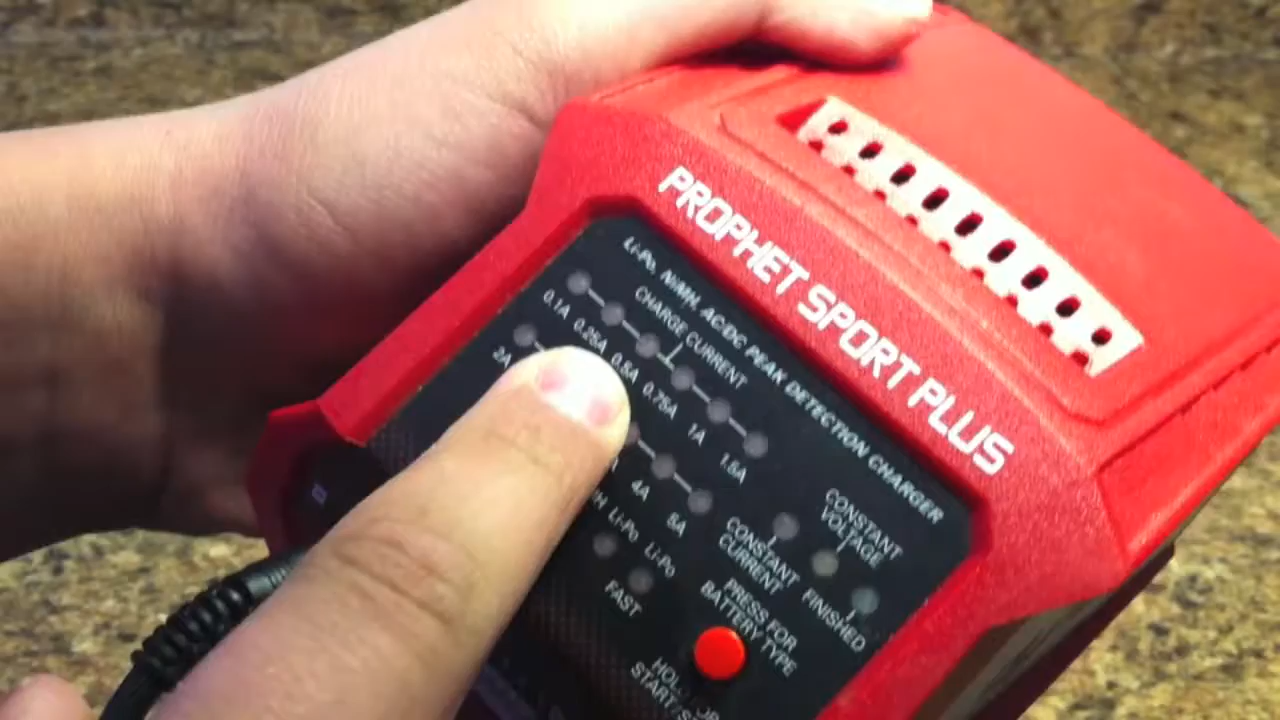 PROPHET SPORT PLUS
Li-Po, NiMH, AC/DC PEAK DETECTION CHARGER
CHARGE CURRENT
0.1A 0.25A 0.5A 0.75A 1A 1.5A
2A 4A 5A
Li-Po Li-Po
FAST
CONSTANT
VOLTAGE
CONSTANT
CURRENT
FINISHED
PRESS FOR
BATTERY TYPE